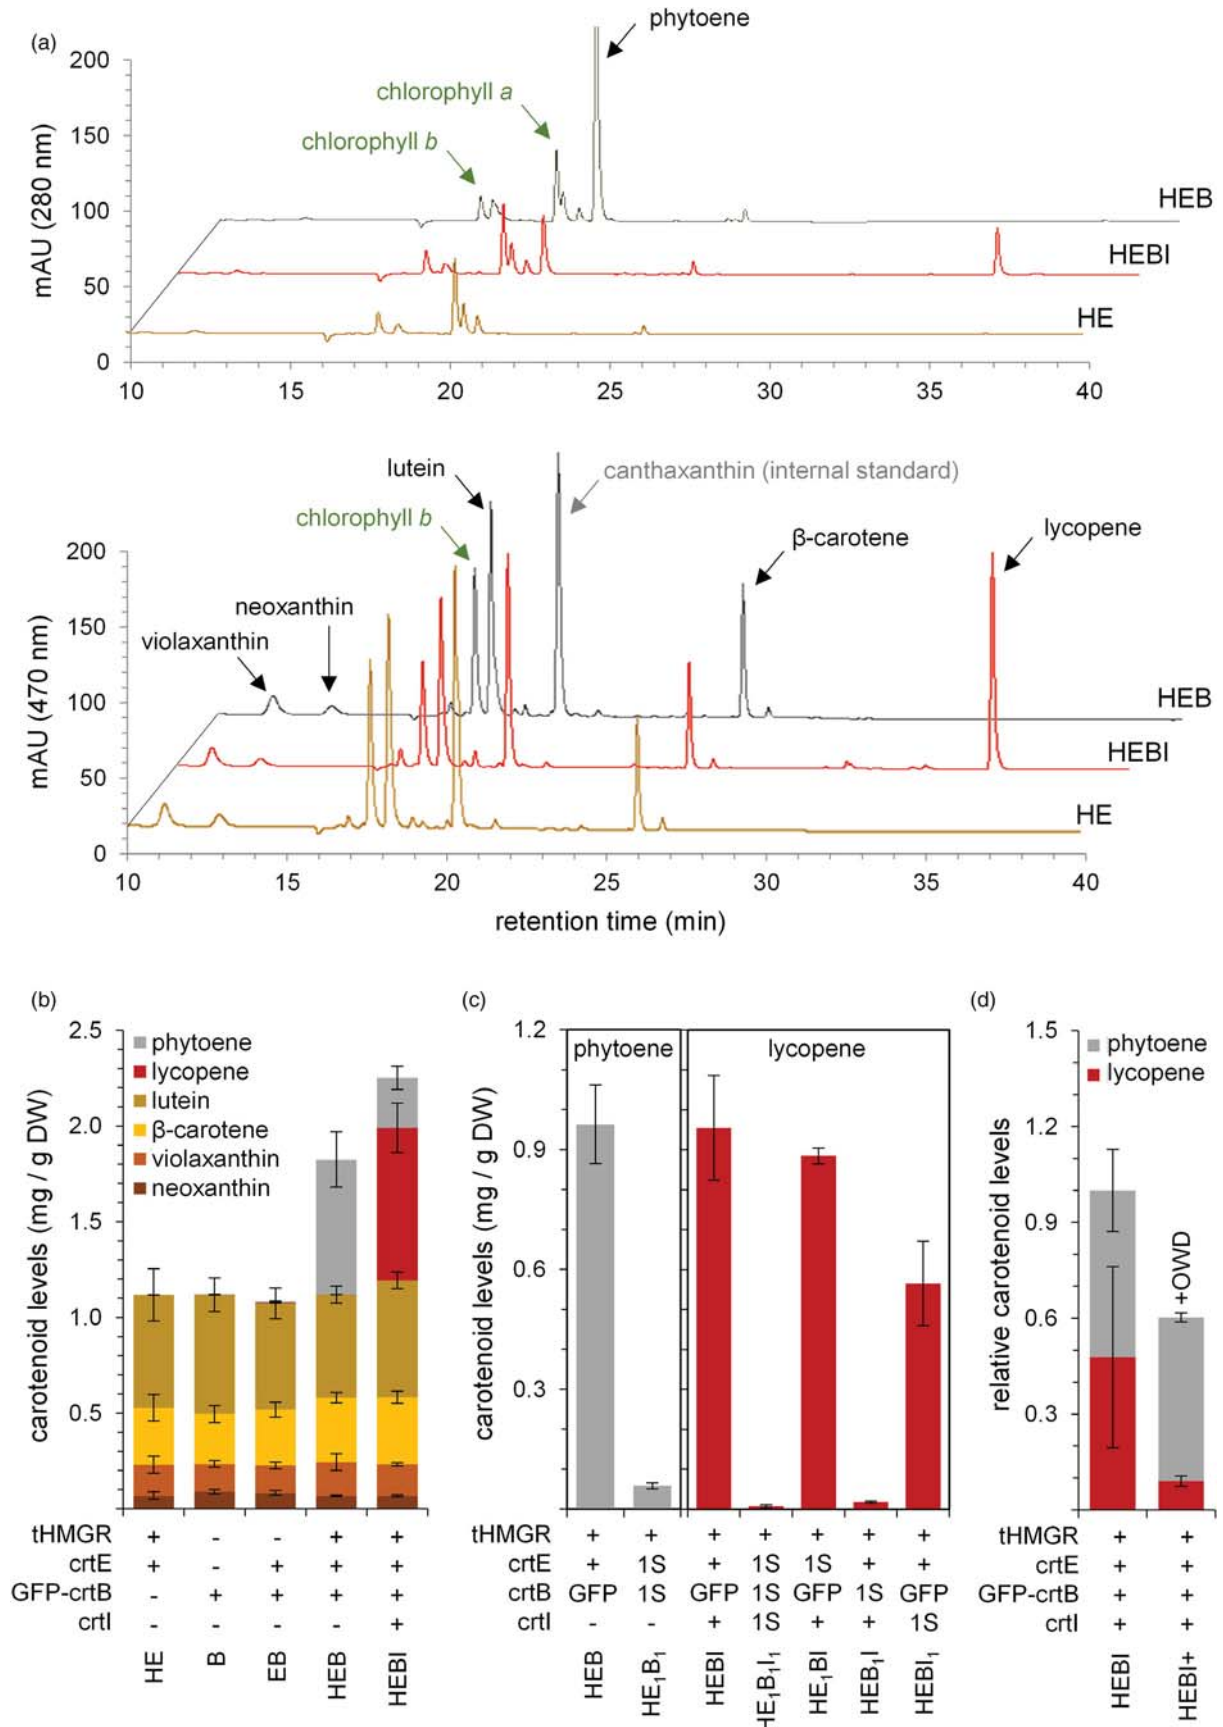 (a)
phytoene
200
chlorophyll a
150
chlorophyll b
mAU (280 nm)
100
HEB
HEBI
50
HE
0
10 15 20 25 30 35 40
lutein
canthaxanthin (internal standard)
chlorophyll b
β-carotene
lycopene
200
neoxanthin
150
violaxanthin
mAU (470 nm)
100
HEB
HEBI
50
HE
0
10 15 20 25 30 35 40
retention time (min)
(b)
carotenoid levels (mg / g DW)
2.5
2.0
1.5
1.0
0.5
phytoene
lycopene
lutein
β-carotene
violaxanthin
neoxanthin
tHMGR + - - + +
crtE + - + + +
GFP-crtB - + + + +
crtI - - - - +
HE B EB HEB HEBI
(c)
carotenoid levels (mg / g DW)
1.2
0.9
0.6
0.3
phytoene
lycopene
tHMGR + + + + + + +
crtE + 1S + 1S 1S + +
crtB GFP 1S GFP 1S GFP 1S GFP
crtI - - + 1S + + 1S
HEB HE₁B₁ HEBI HE₁B₁I₁ HE₁BI HEB₁I HEBI₁
(d)
relative carotenoid levels
1.5
1.2
0.9
0.6
0.3
phytoene
lycopene
+OWD
tHMGR + +
crtE + +
GFP-crtB + +
crtI + +
HEBI HEBI+